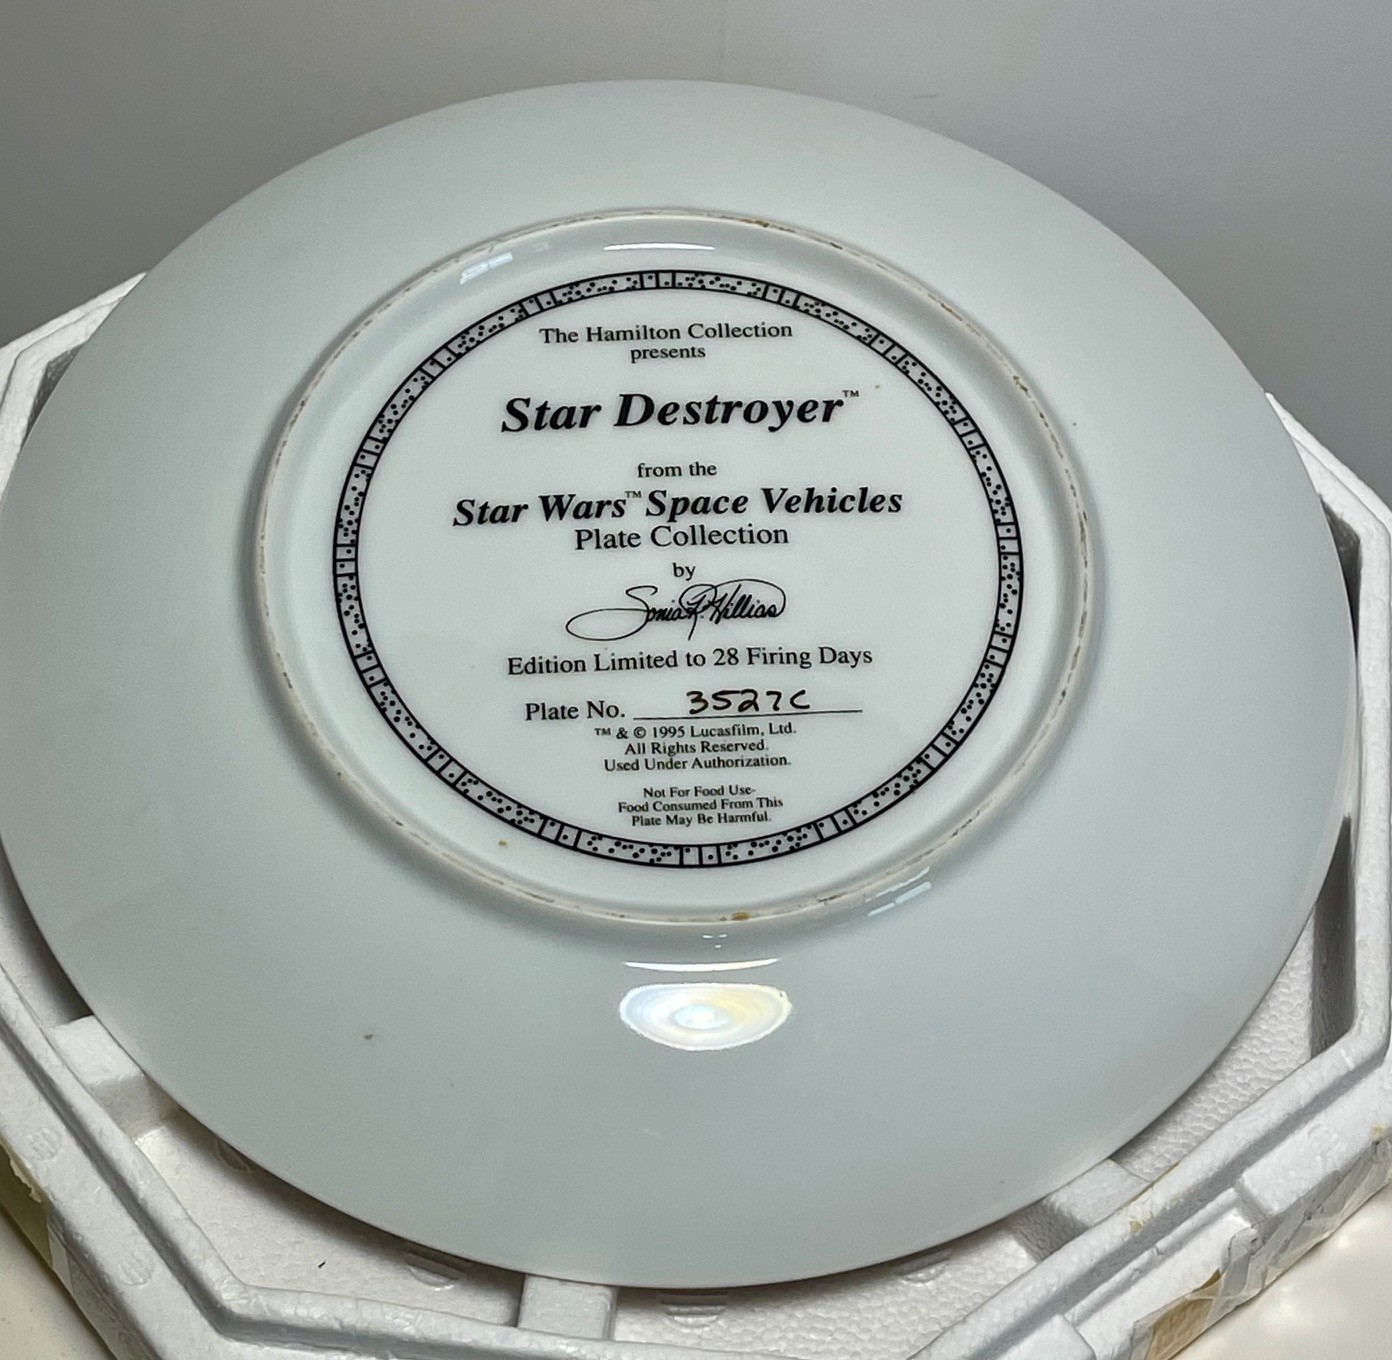 The Hamilton Collection
presents
Star Destroyer™
from the
Star Wars™ Space Vehicles
Plate Collection
by
Sonia R. Hillios
Edition Limited to 28 Firing Days
Plate No. 3527C
™ & © 1995 Lucasfilm, Ltd.
All Rights Reserved.
Used Under Authorization.
Not For Food Use-
Food Consumed From This
Plate May Be Harmful.